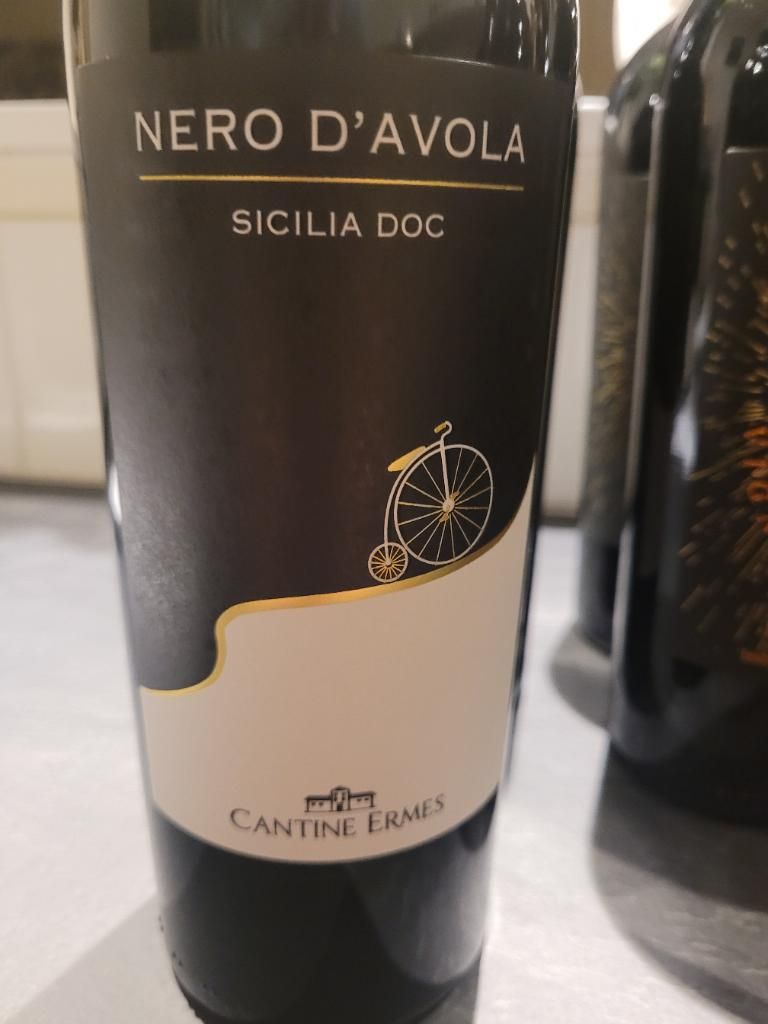 NERO D'AVOLA
SICILIA DOC
CANTINE ERMES